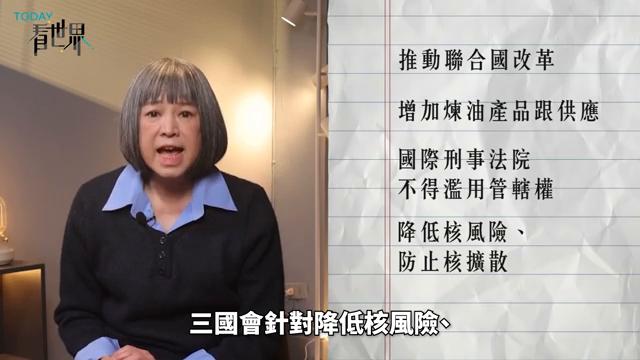 TODAY
看世界
推動聯合國改革
增加煉油產品跟供應
國際刑事法院
不得濫用管轄權
降低核風險、
防止核擴散
三國會針對降低核風險、